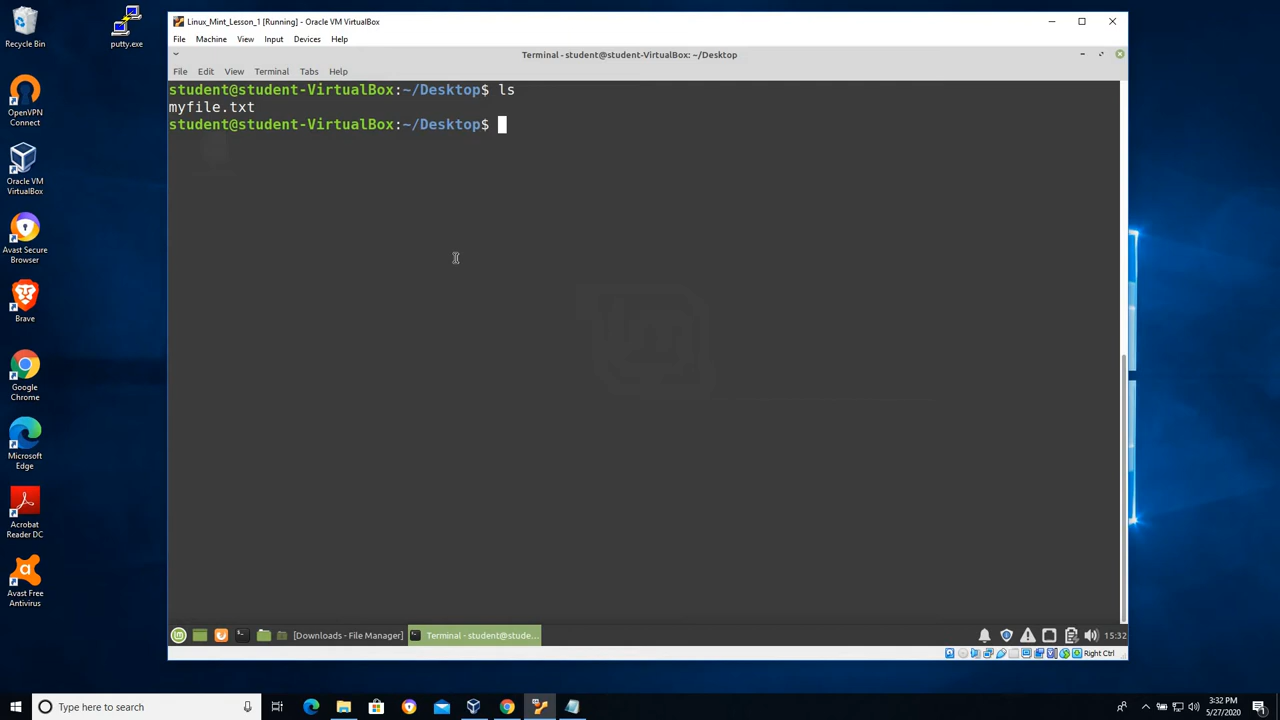 Linux_Mint_Lesson_1 [Running] - Oracle VM VirtualBox
File Machine View Input Devices Help
Terminal - student@student-VirtualBox: ~/Desktop
File Edit View Terminal Tabs Help
student@student-VirtualBox:~/Desktop$ ls
myfile.txt
student@student-VirtualBox:~/Desktop$
[Downloads - File Manager]
Terminal - student@stude...
15:32
Right Ctrl
Recycle Bin
putty.exe
OpenVPN
Connect
Oracle VM
VirtualBox
Avast Secure
Browser
Brave
Google
Chrome
Microsoft
Edge
Acrobat
Reader DC
Avast Free
Antivirus
Type here to search
3:32 PM
5/27/2020